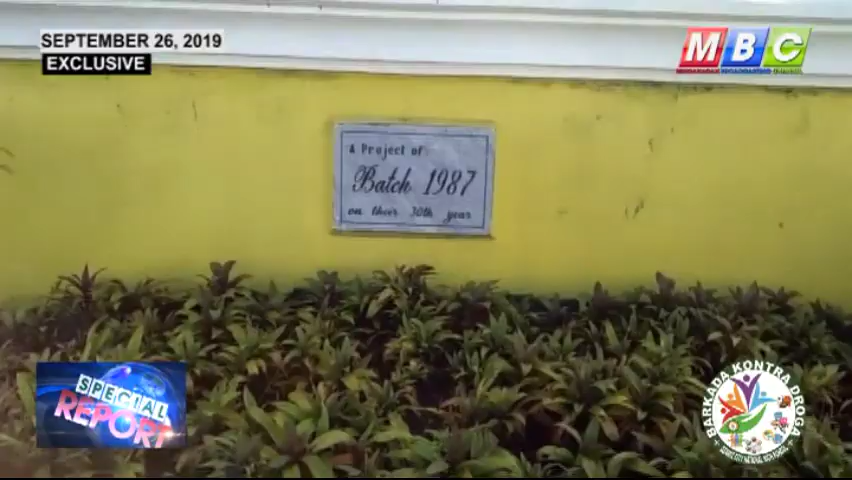 SEPTEMBER 26, 2019
EXCLUSIVE
MBC
A Project of:
Batch 1987
on their 30th year
SPECIAL
REPORT
BARKADA KONTRA DROGA